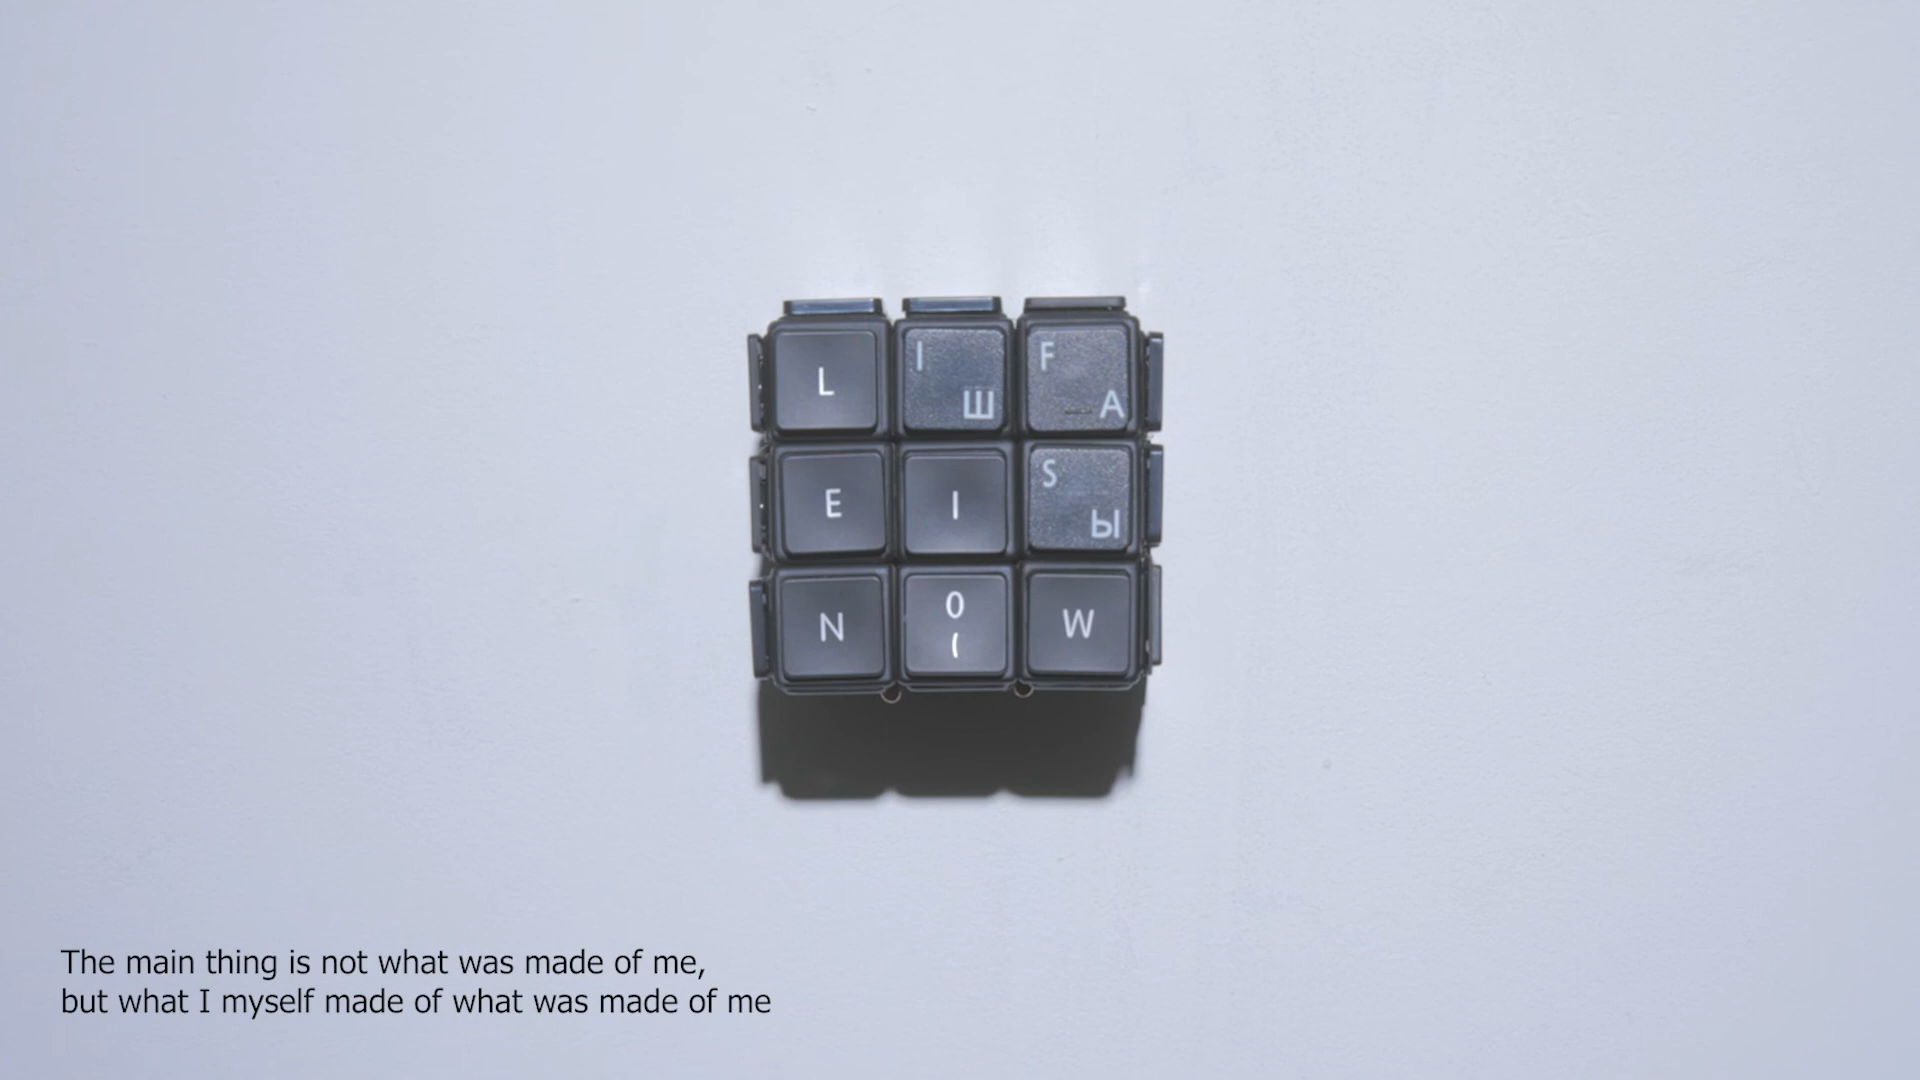 L I Ш F А
E I S Ы
N 0 ( W
The main thing is not what was made of me,
but what I myself made of what was made of me